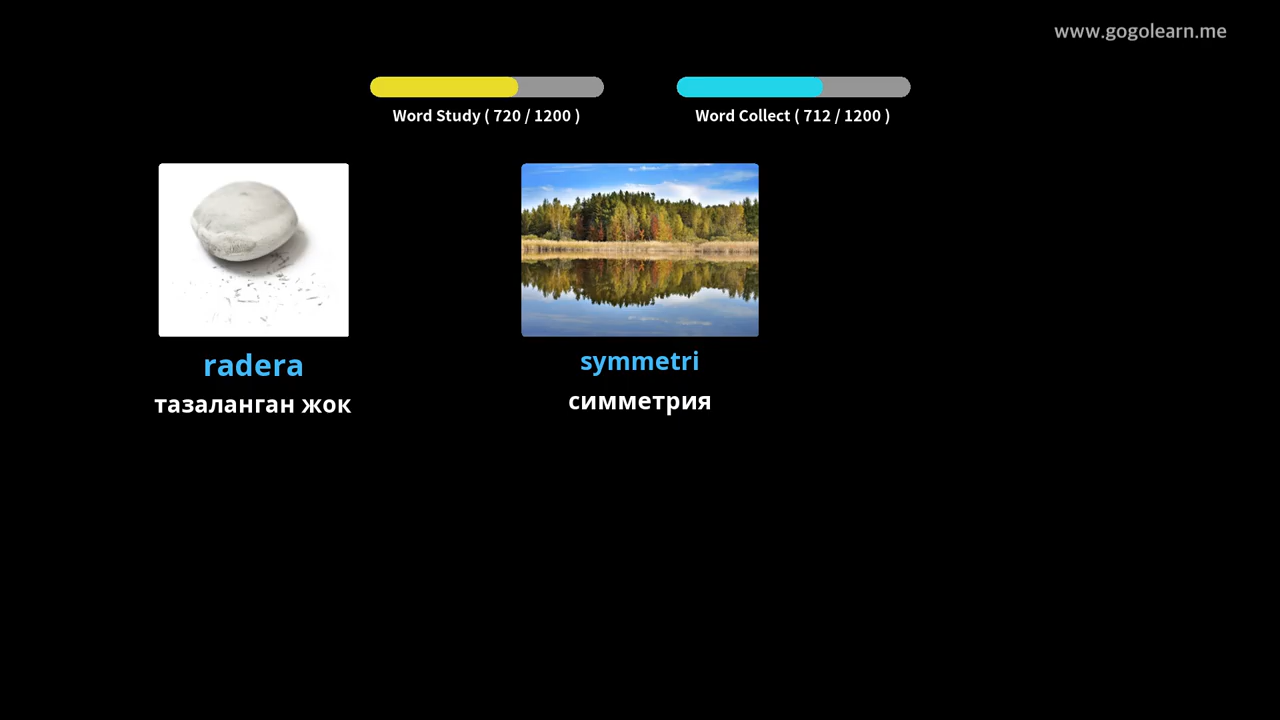 www.gogolearn.me
Word Study ( 720 / 1200 )
Word Collect ( 712 / 1200 )
radera
тазаланган жок
symmetri
симметрия